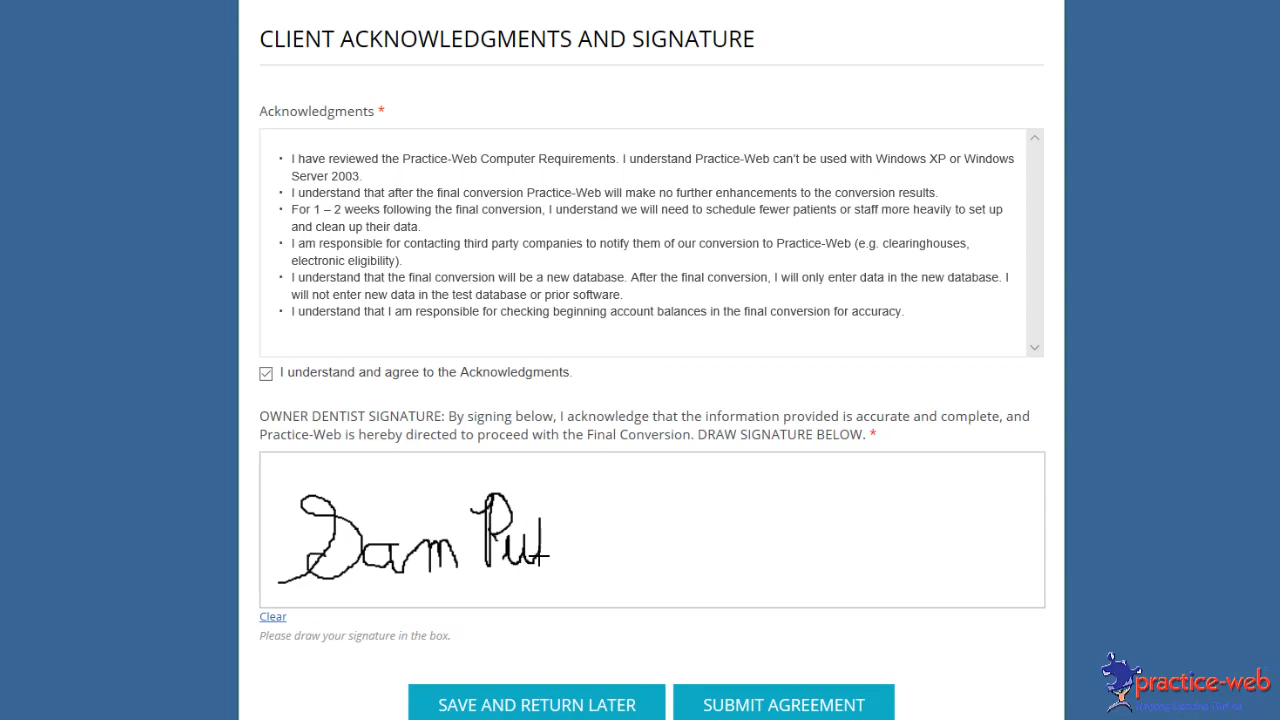 CLIENT ACKNOWLEDGMENTS AND SIGNATURE
Acknowledgments *
• I have reviewed the Practice-Web Computer Requirements. I understand Practice-Web can't be used with Windows XP or Windows
Server 2003.
• I understand that after the final conversion Practice-Web will make no further enhancements to the conversion results.
• For 1 – 2 weeks following the final conversion, I understand we will need to schedule fewer patients or staff more heavily to set up
and clean up their data.
• I am responsible for contacting third party companies to notify them of our conversion to Practice-Web (e.g. clearinghouses,
electronic eligibility).
• I understand that the final conversion will be a new database. After the final conversion, I will only enter data in the new database. I
will not enter new data in the test database or prior software.
• I understand that I am responsible for checking beginning account balances in the final conversion for accuracy.
I understand and agree to the Acknowledgments.
OWNER DENTIST SIGNATURE: By signing below, I acknowledge that the information provided is accurate and complete, and
Practice-Web is hereby directed to proceed with the Final Conversion. DRAW SIGNATURE BELOW. *
Sam Put
Clear
Please draw your signature in the box.
SAVE AND RETURN LATER
SUBMIT AGREEMENT
practice-web